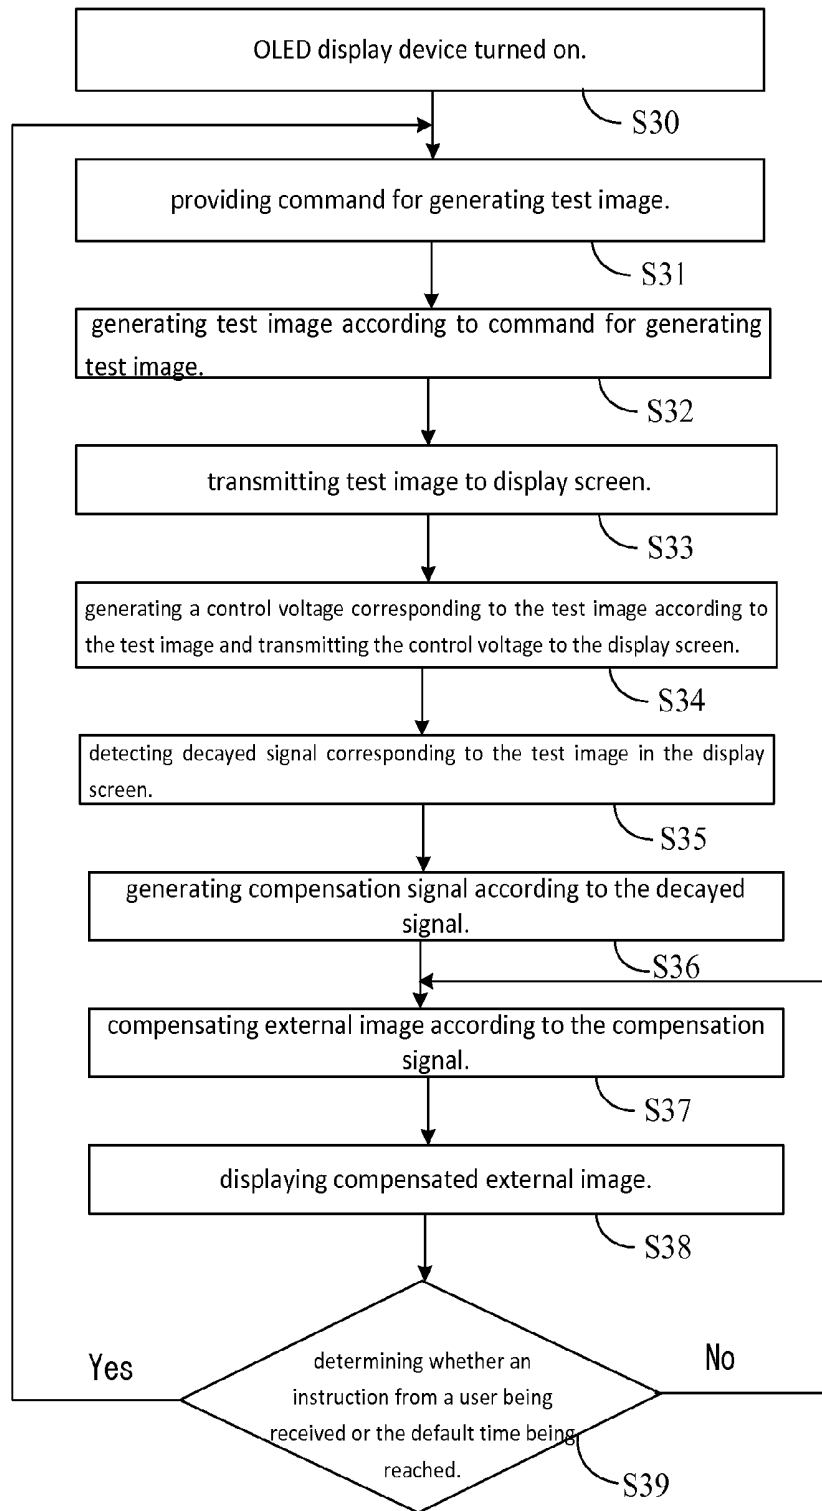 OLED display device turned on.
S30
providing command for generating test image.
S31
generating test image according to command for generating
test image.
S32
transmitting test image to display screen.
S33
generating a control voltage corresponding to the test image according to
the test image and transmitting the control voltage to the display screen.
S34
detecting decayed signal corresponding to the test image in the display
screen.
S35
generating compensation signal according to the decayed
signal.
S36
compensating external image according to the compensation
signal.
S37
displaying compensated external image.
S38
Yes
No
determining whether an
instruction from a user being
received or the default time being
reached.
S39